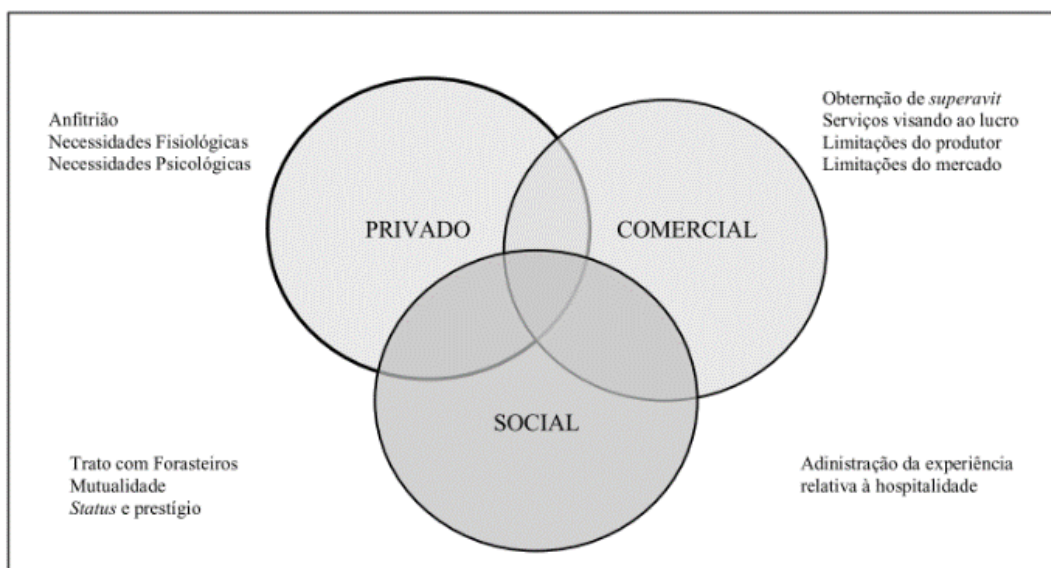 Anfitrião
Necessidades Fisiológicas
Necessidades Psicológicas
Obternção de superavit
Serviços visando ao lucro
Limitações do produtor
Limitações do mercado
PRIVADO
COMERCIAL
SOCIAL
Trato com Forasteiros
Mutualidade
Status e prestígio
Adinistração da experiência
relativa à hospitalidade